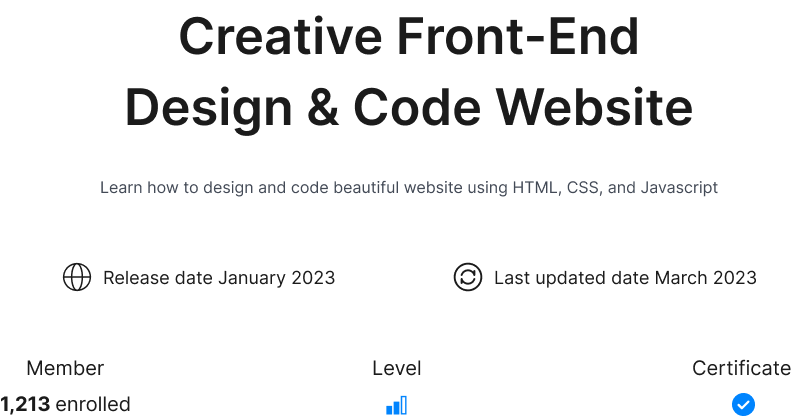 Creative Front-End
Design & Code Website
Learn how to design and code beautiful website using HTML, CSS, and Javascript
Release date January 2023
Last updated date March 2023
Member
Level
Certificate
1,213 enrolled